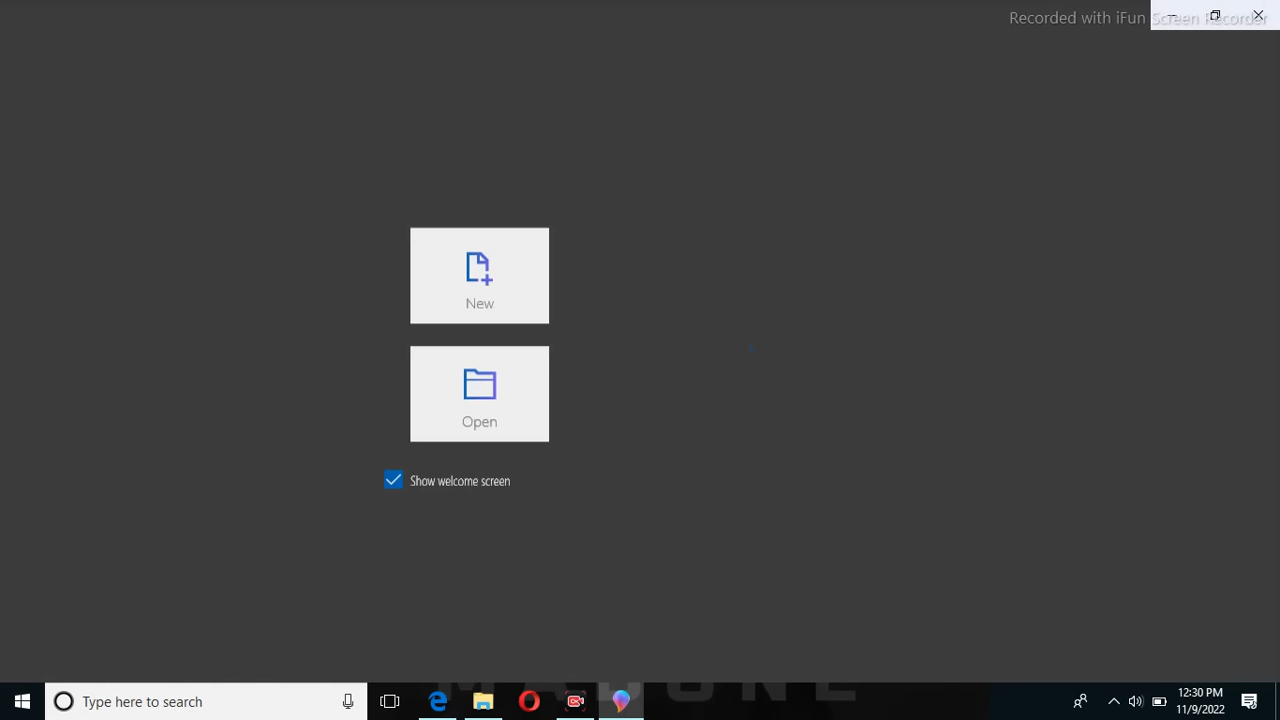 Recorded with iFun Screen Recorder
New
Open
Show welcome screen
Type here to search
12:30 PM
11/9/2022